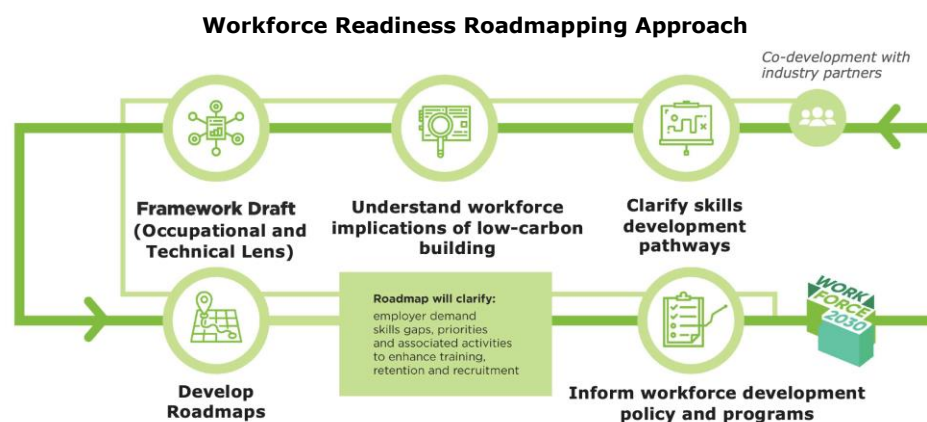 Workforce Readiness Roadmapping Approach
Co-development with
industry partners
Framework Draft
(Occupational and
Technical Lens)
Understand workforce
implications of low-carbon
building
Clarify skills
development
pathways
Develop
Roadmaps
Roadmap will clarify:
employer demand
skills gaps, priorities
and associated activities
to enhance training,
retention and recruitment
Inform workforce development
policy and programs
WORK
FORCE
2030